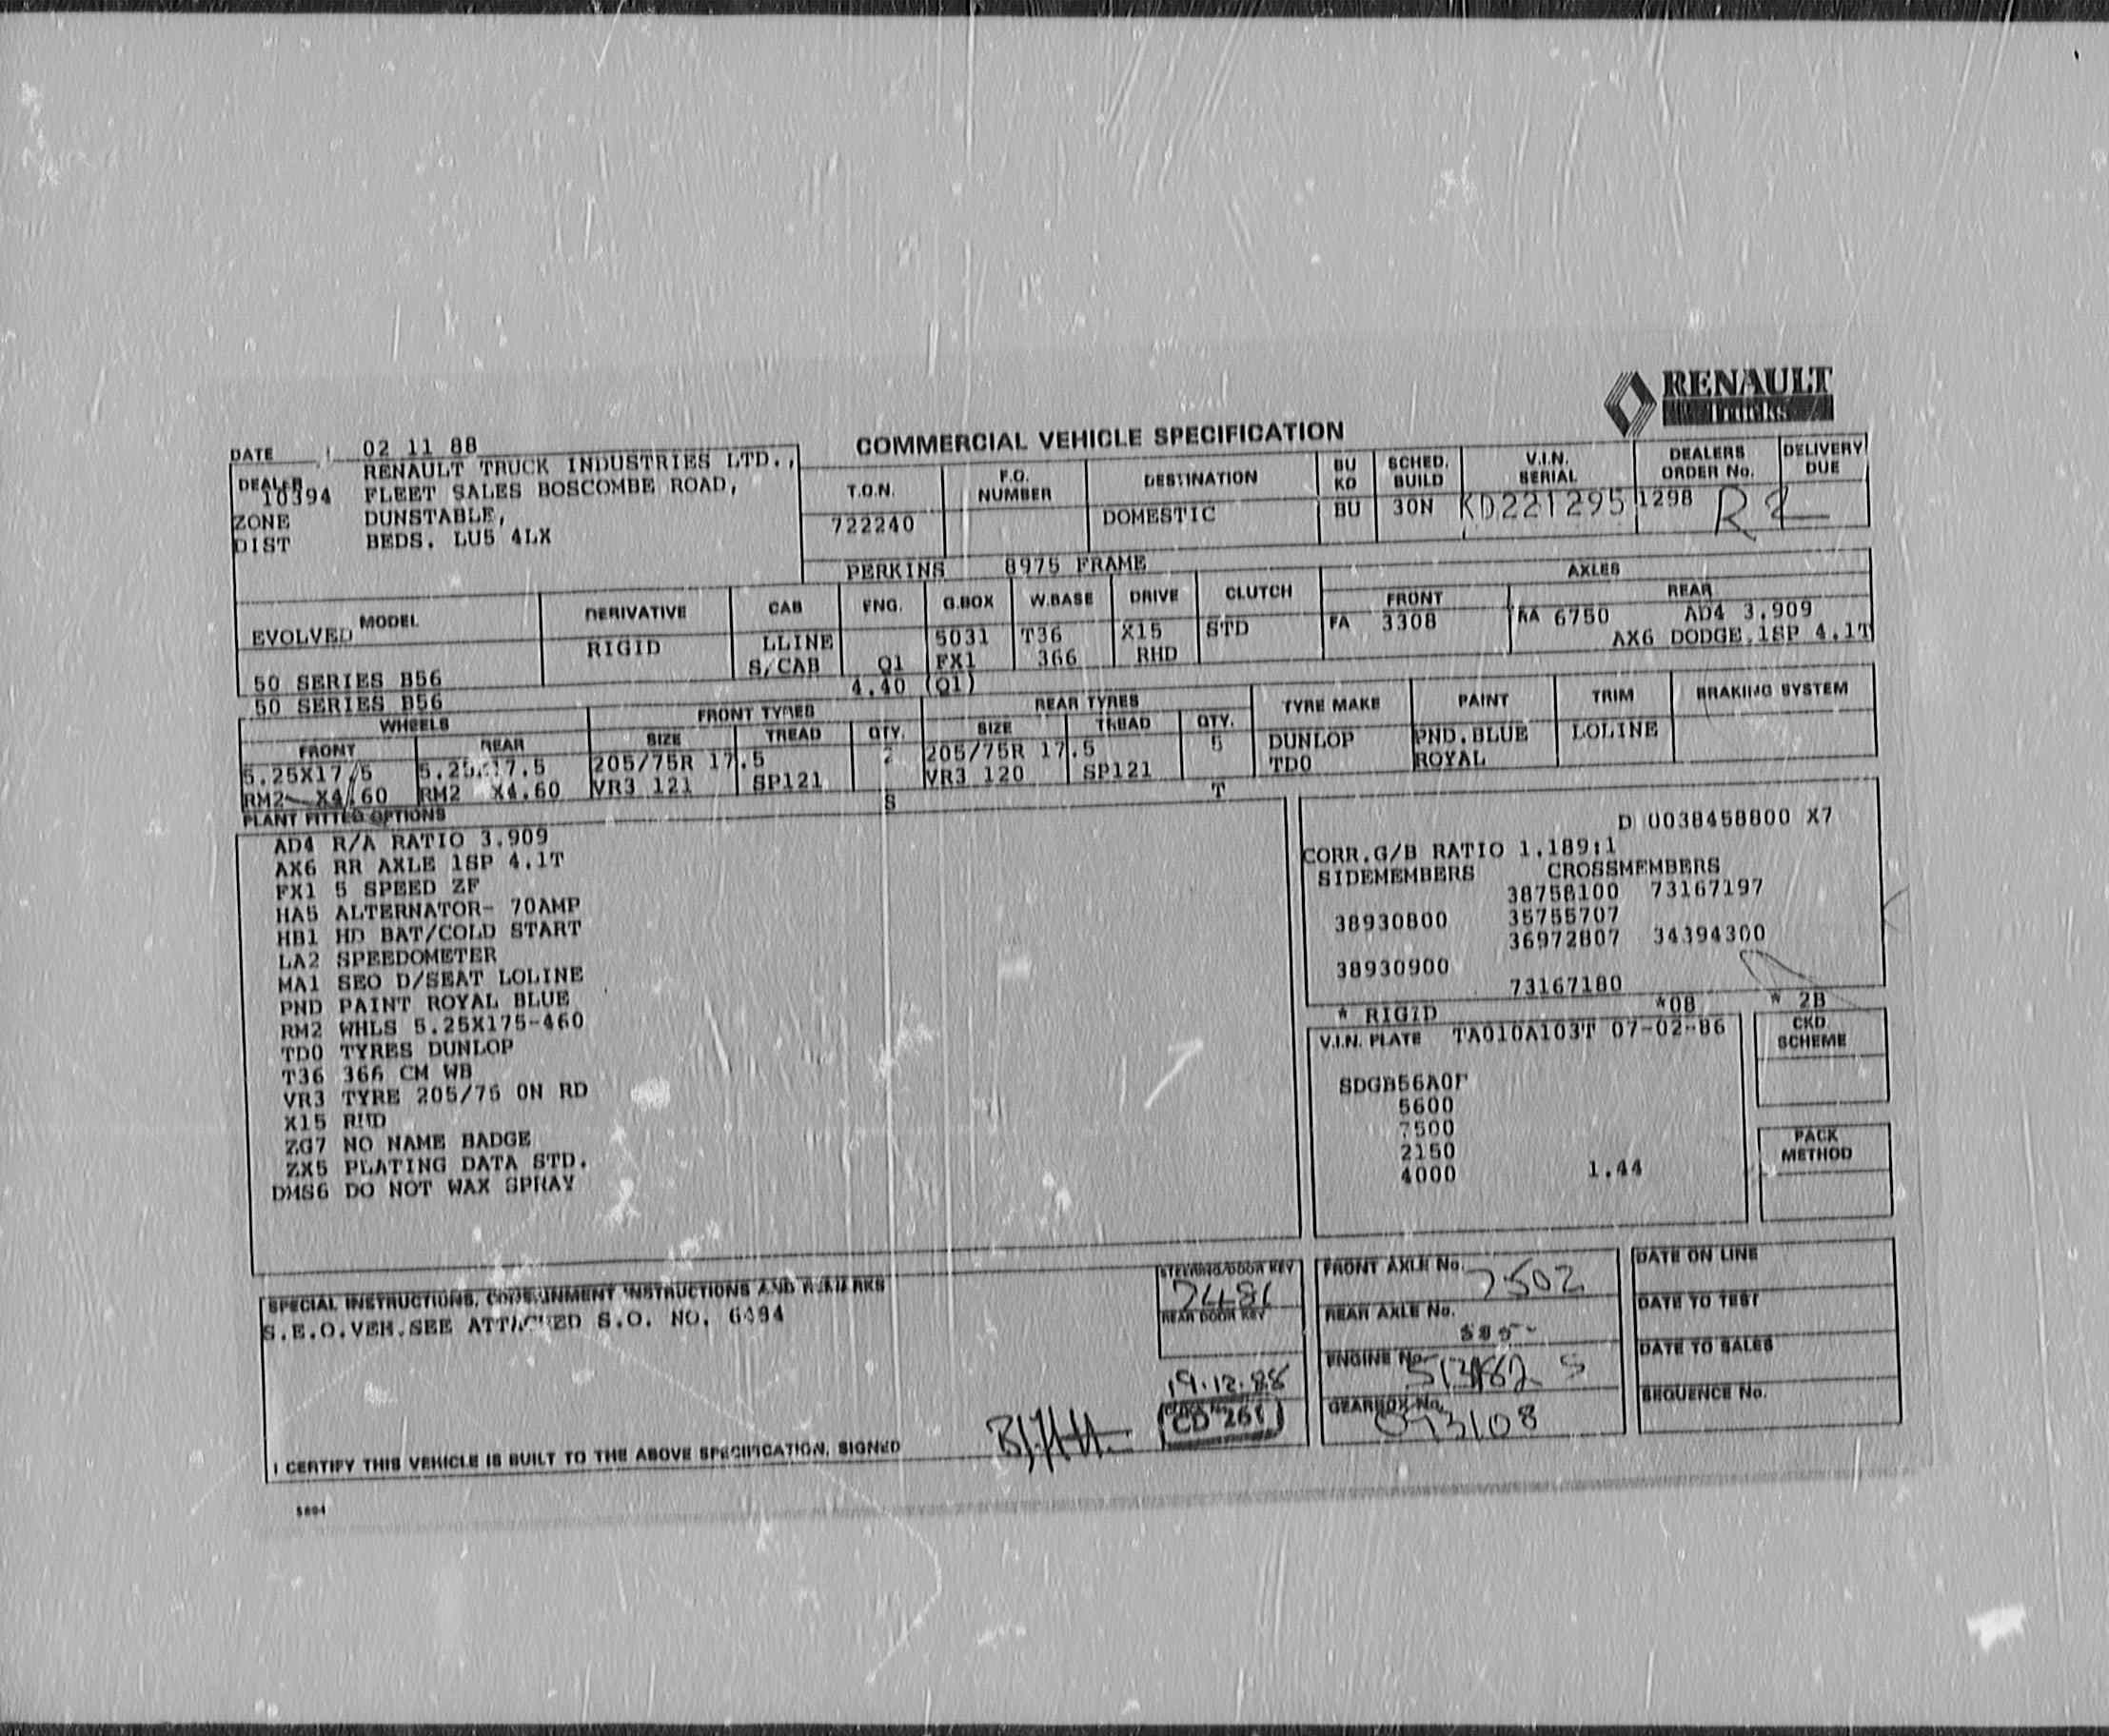 RENAULT
Trucks
COMMERCIAL VEHICLE SPECIFICATION
DATE 02 11 88
DEALER 10394 RENAULT TRUCK INDUSTRIES LTD.,
FLEET SALES BOSCOMBE ROAD,
ZONE DUNSTABLE,
DIST BEDS. LU5 4LX
T.O.N. F.O. NUMBER DESTINATION BU KD SCHED. BUILD V.I.N. SERIAL DEALERS ORDER No. DELIVERY DUE
722240 DOMESTIC BU 30N KD221295 1298
PERKINS 8975 FRAME
MODEL DERIVATIVE CAB ENG. G.BOX W.BASE DRIVE CLUTCH AXLES FRONT REAR
EVOLVED RIGID LLINE 5031 T36 X15 STD FA 3308 RA 6750 AD4 3.909
S/CAB Q1 FX1 366 RHD AX6 DODGE,1SP 4.1T
50 SERIES B56 4.40 (Q1)
50 SERIES B56
WHEELS FRONT TYRES REAR TYRES TYRE MAKE PAINT TRIM BRAKING SYSTEM
FRONT REAR SIZE TREAD QTY. SIZE TREAD QTY.
5.25X17.5 5.25X17.5 205/75R 17.5 2 205/75R 17.5 5 DUNLOP PND.BLUE LOLINE
RM2 X4.60 RM2 X4.60 VR3 121 SP121 VR3 120 SP121 TD0 ROYAL
S T
PLANT FITTED OPTIONS
AD4 R/A RATIO 3.909
AX6 RR AXLE 1SP 4.1T
FX1 5 SPEED ZF
HA5 ALTERNATOR- 70AMP
HB1 HD BAT/COLD START
LA2 SPEEDOMETER
MA1 SEO D/SEAT LOLINE
PND PAINT ROYAL BLUE
RM2 WHLS 5.25X175-460
TD0 TYRES DUNLOP
T36 366 CM WB
VR3 TYRE 205/75 ON RD
X15 RHD
ZG7 NO NAME BADGE
ZX5 PLATING DATA STD.
DMS6 DO NOT WAX SPRAY
D 0038458800 X7
CORR.G/B RATIO 1.189:1
SIDEMEMBERS CROSSMEMBERS
38758100 73167197
38930800 35755707
36972807 34394300
38930900
73167180
* RIGID *08 * 2B
V.I.N. PLATE TA010A103T 07-02-86
CKD SCHEME
SDGB56A0F
5600
7500
2150
4000 1.44
PACK METHOD
SPECIAL INSTRUCTIONS, CONSIGNMENT INSTRUCTIONS AND REMARKS
S.E.O.VEH.SEE ATTACHED S.O. NO. 6494
STEERING/DOOR KEY
REAR DOOR KEY
19.12.88
CD 261
FRONT AXLE No. 7502
REAR AXLE No.
ENGINE No.
GEARBOX No. 093108
DATE ON LINE
DATE TO TEST
DATE TO SALES
SEQUENCE No.
I CERTIFY THIS VEHICLE IS BUILT TO THE ABOVE SPECIFICATION. SIGNED